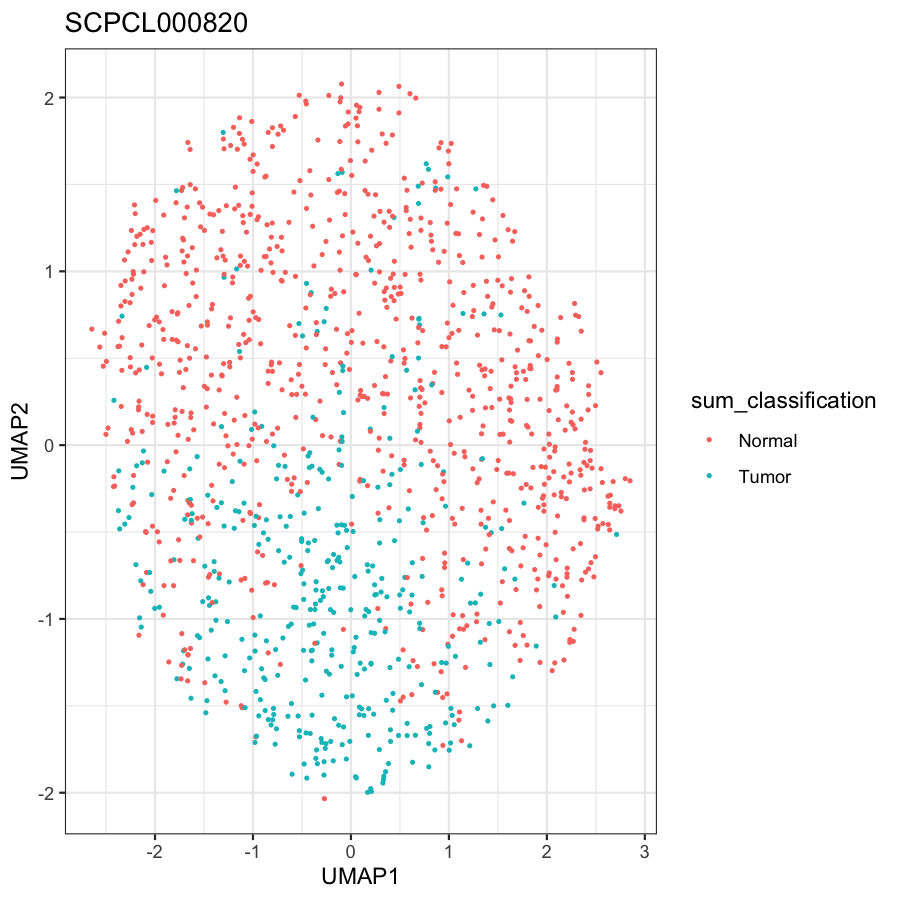 SCPCL000820
2
1
0
-1
-2
UMAP2
-2 -1 0 1 2 3
UMAP1
sum_classification
Normal
Tumor